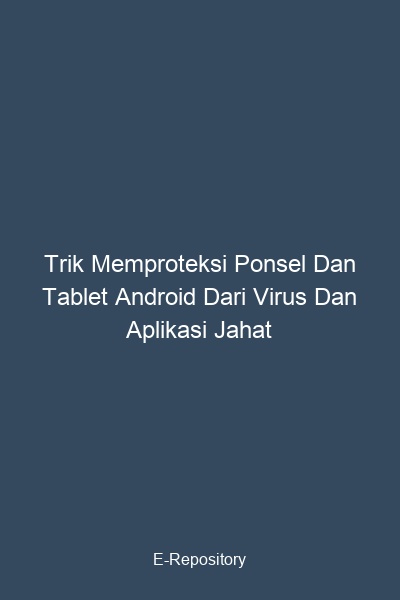 Trik Memproteksi Ponsel Dan
Tablet Android Dari Virus Dan
Aplikasi Jahat
E-Repository